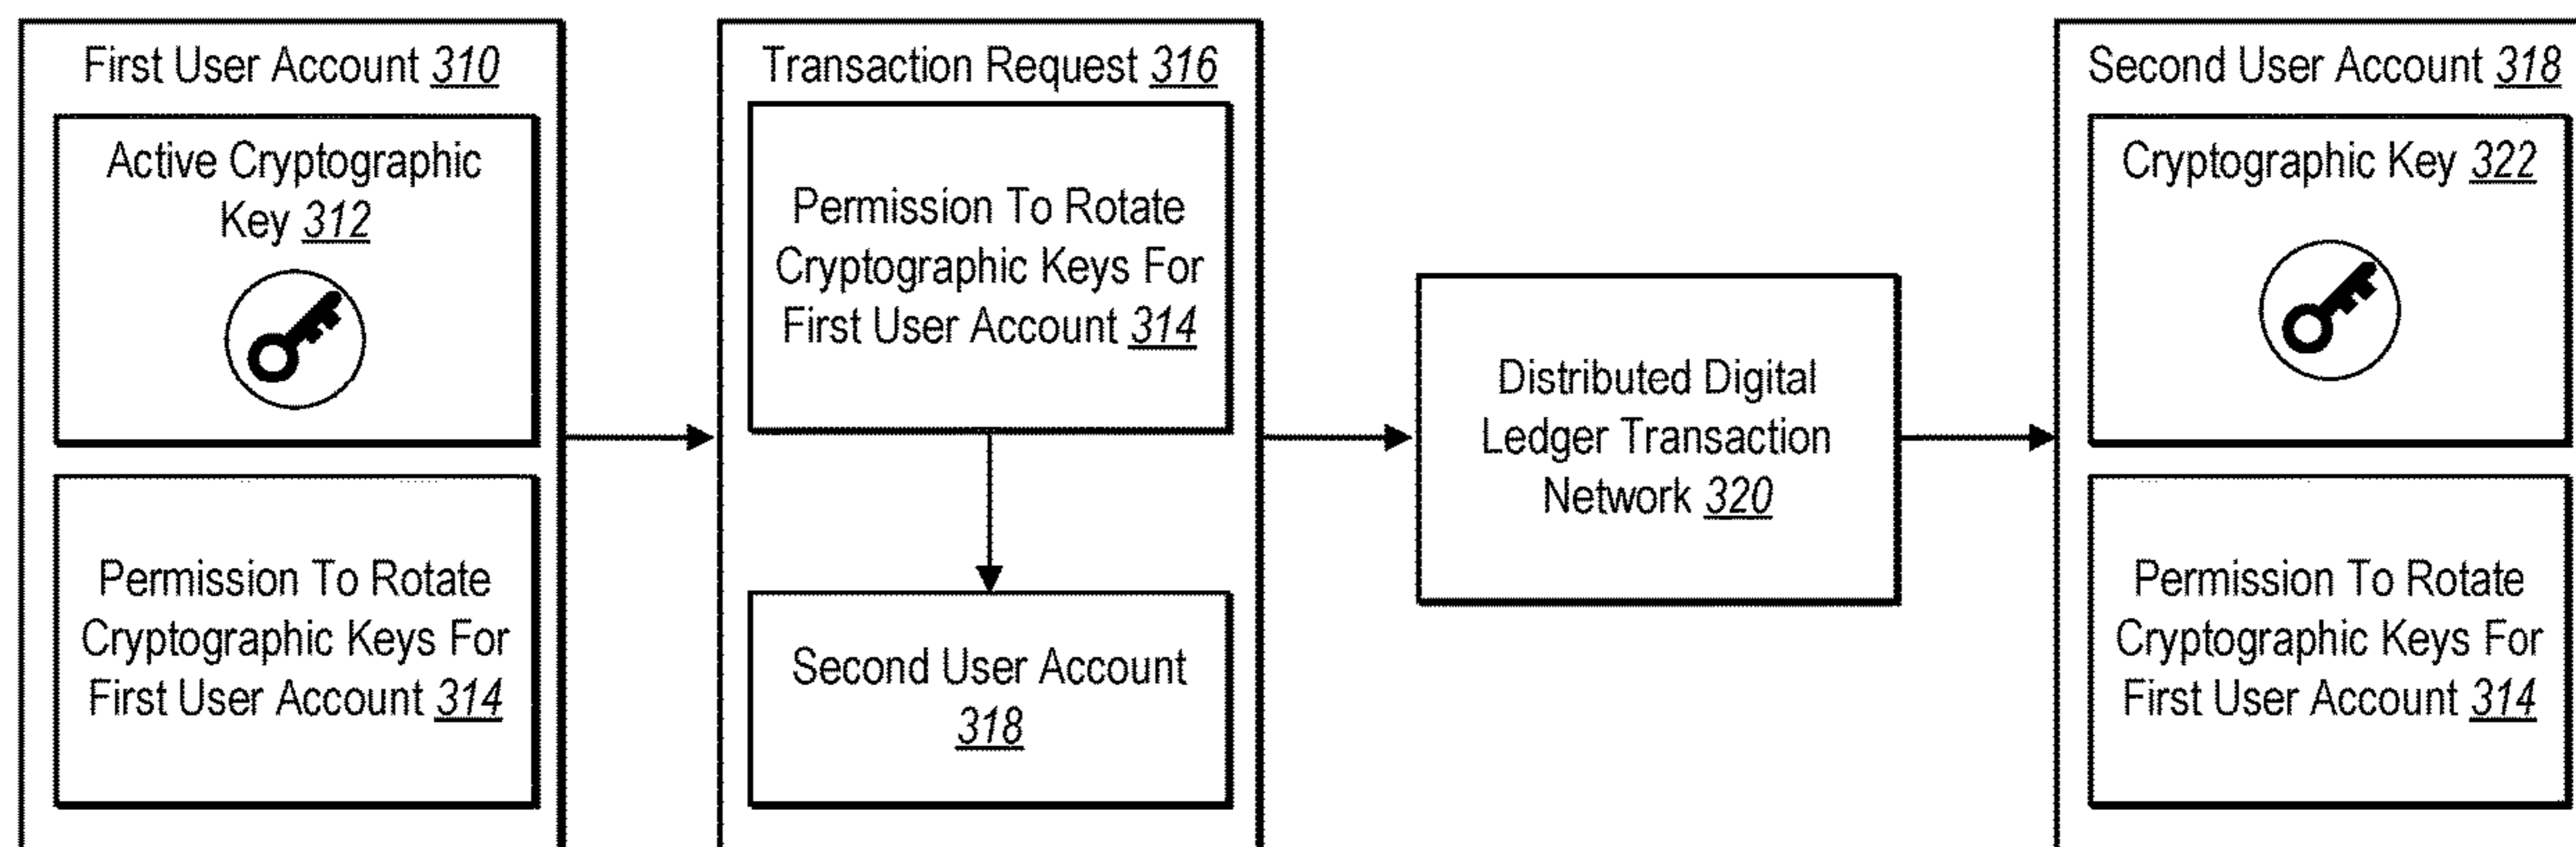 First User Account 310
Active Cryptographic
Key 312
Permission To Rotate
Cryptographic Keys For
First User Account 314
Transaction Request 316
Permission To Rotate
Cryptographic Keys For
First User Account 314
Second User Account
318
Distributed Digital
Ledger Transaction
Network 320
Second User Account 318
Cryptographic Key 322
Permission To Rotate
Cryptographic Keys For
First User Account 314